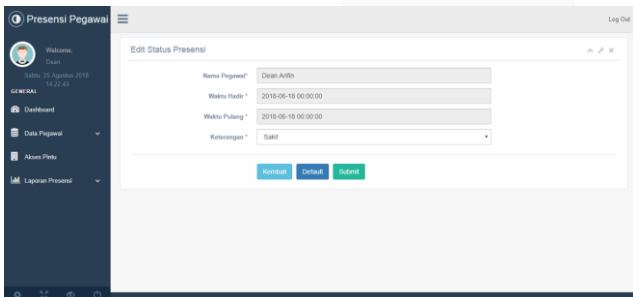 Presensi Pegawai
Log Out
Welcome,
Dean
Sabtu, 25 Agustus 2018
14:22:43
GENERAL
Dashboard
Data Pegawai
Akses Pintu
Laporan Presensi
Edit Status Presensi
Nama Pegawai*
Dean Arifin
Waktu Hadir *
2018-06-18 00:00:00
Waktu Pulang *
2018-06-18 00:00:00
Keterangan *
Sakit
Kembali
Default
Submit